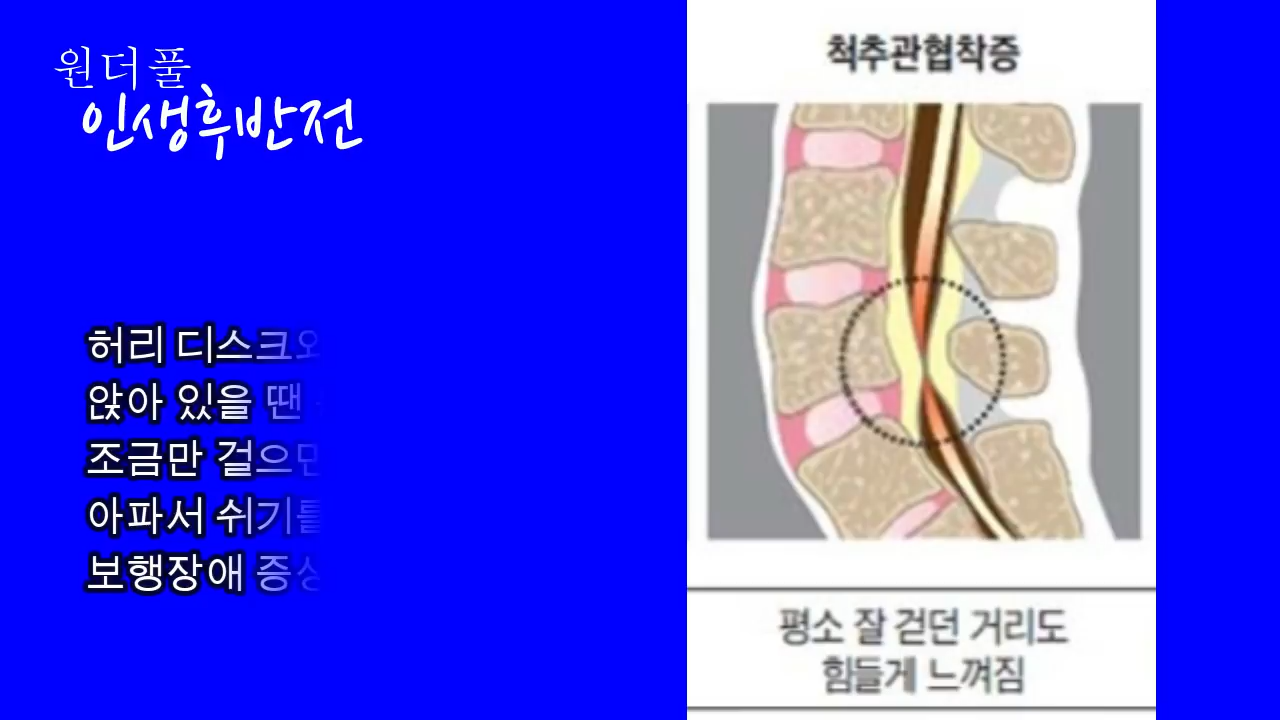 원더풀
인생후반전
허리 디스크와
앉아 있을 땐
조금만 걸으면
아파서 쉬기를
보행장애 증상
척추관협착증
평소 잘 걷던 거리도
힘들게 느껴짐